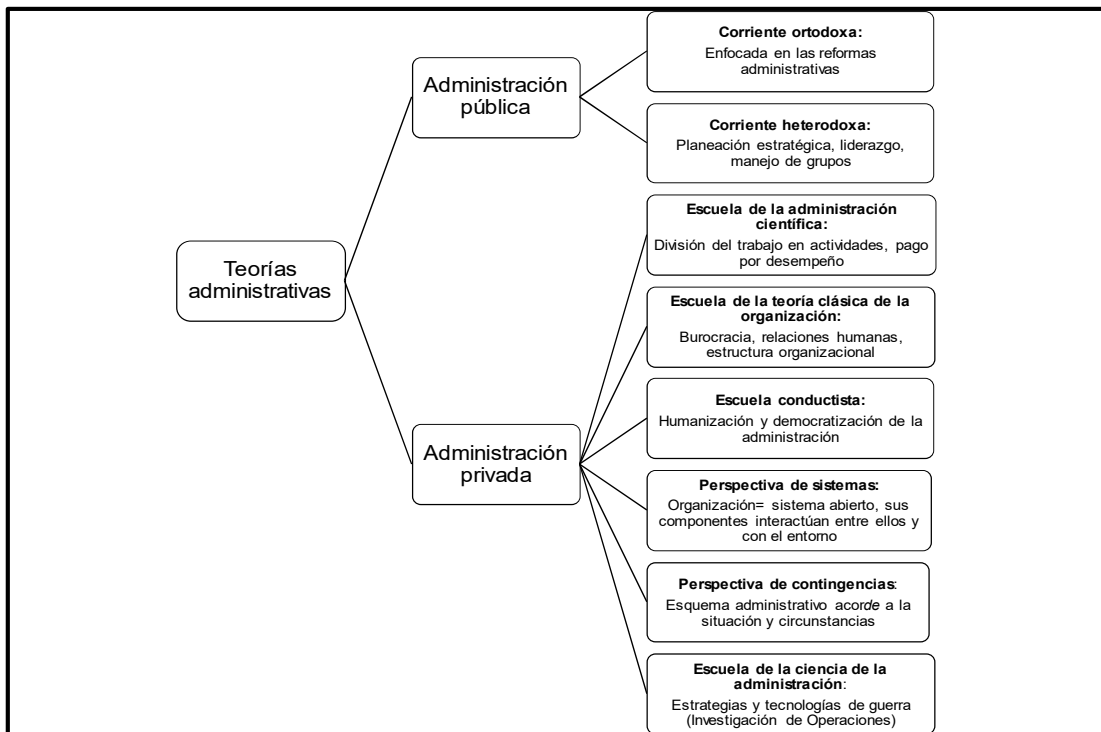 Teorías
administrativas
Administración
pública
Corriente ortodoxa:
Enfocada en las reformas
administrativas
Corriente heterodoxa:
Planeación estratégica, liderazgo,
manejo de grupos
Administración
privada
Escuela de la administración
científica:
División del trabajo en actividades, pago
por desempeño
Escuela de la teoría clásica de la
organización:
Burocracia, relaciones humanas,
estructura organizacional
Escuela conductista:
Humanización y democratización de la
administración
Perspectiva de sistemas:
Organización= sistema abierto, sus
componentes interactúan entre ellos y
con el entorno
Perspectiva de contingencias:
Esquema administrativo acorde a la
situación y circunstancias
Escuela de la ciencia de la
administración:
Estrategias y tecnologías de guerra
(Investigación de Operaciones)